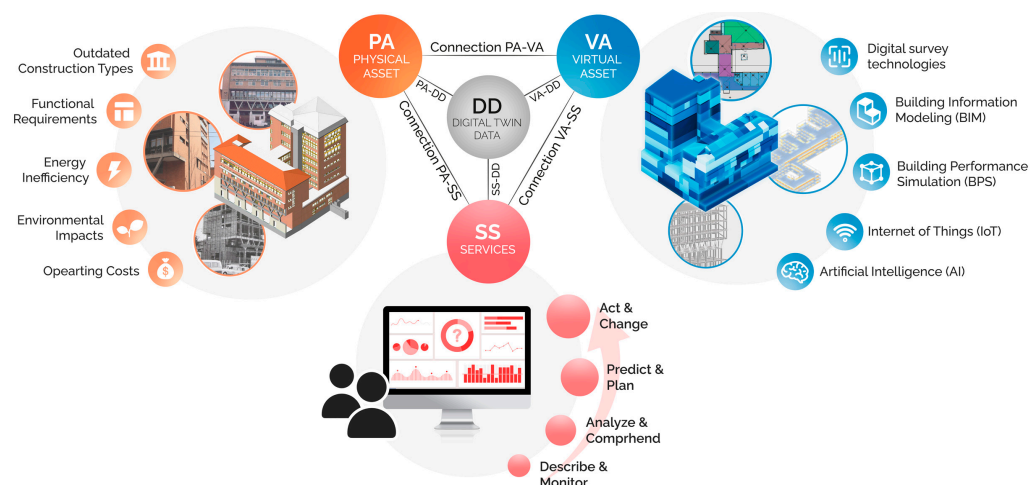 Outdated
Construction Types
Functional
Requirements
Energy
Inefficiency
Environmental
Impacts
Opearting Costs
PA
PHYSICAL
ASSET
Connection PA-VA
VA
VIRTUAL
ASSET
PA-DD
VA-DD
DD
DIGITAL TWIN
DATA
Connection PA-SS
SS-DD
Connection VA-SS
SS
SERVICES
Digital survey
technologies
Building Information
Modeling (BIM)
Building Performance
Simulation (BPS)
Internet of Things (IoT)
Artificial Intelligence (AI)
?
$
Act &
Change
Predict &
Plan
Analyze &
Comprhend
Describe &
Monitor